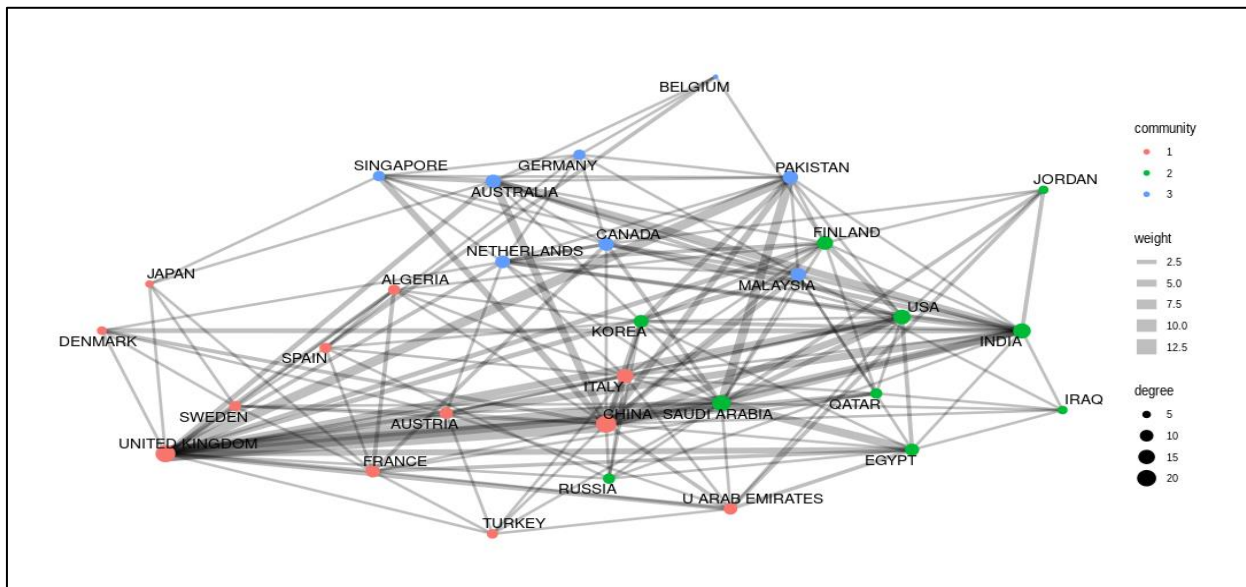 BELGIUM
SINGAPORE
GERMANY
PAKISTAN
AUSTRALIA
JORDAN
CANADA
FINLAND
NETHERLANDS
JAPAN
ALGERIA
MALAYSIA
USA
DENMARK
KOREA
INDIA
SPAIN
ITALY
SWEDEN
AUSTRIA
CHINA
SAUDI ARABIA
QATAR
IRAQ
UNITED KINGDOM
FRANCE
EGYPT
RUSSIA
U ARAB EMIRATES
TURKEY
community
1
2
3
weight
2.5
5.0
7.5
10.0
12.5
degree
5
10
15
20